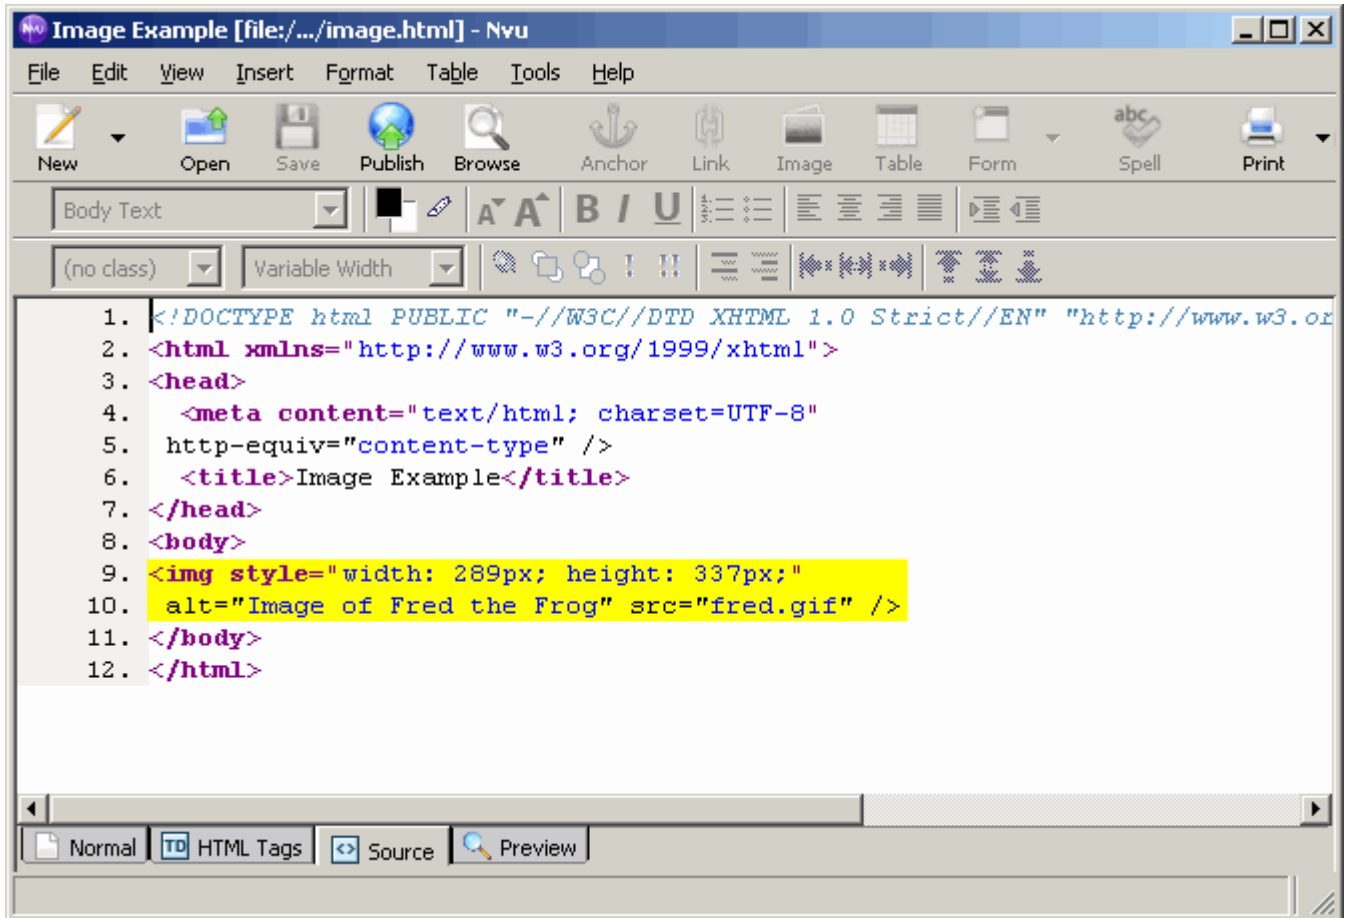 Image Example [file:/.../image.html] - Nvu
File Edit View Insert Format Table Tools Help
New Open Save Publish Browse Anchor Link Image Table Form abc Spell Print
Body Text A A B I U
(no class) Variable Width ! !!
1. <!DOCTYPE html PUBLIC "-//W3C//DTD XHTML 1.0 Strict//EN" "http://www.w3.or
2. <html xmlns="http://www.w3.org/1999/xhtml">
3. <head>
4. <meta content="text/html; charset=UTF-8"
5. http-equiv="content-type" />
6. <title>Image Example</title>
7. </head>
8. <body>
9. <img style="width: 289px; height: 337px;"
10. alt="Image of Fred the Frog" src="fred.gif" />
11. </body>
12. </html>
Normal TD HTML Tags <> Source Preview